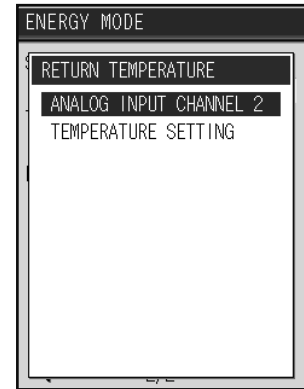 ENERGY MODE
RETURN TEMPERATURE
ANALOG INPUT CHANNEL 2
TEMPERATURE SETTING